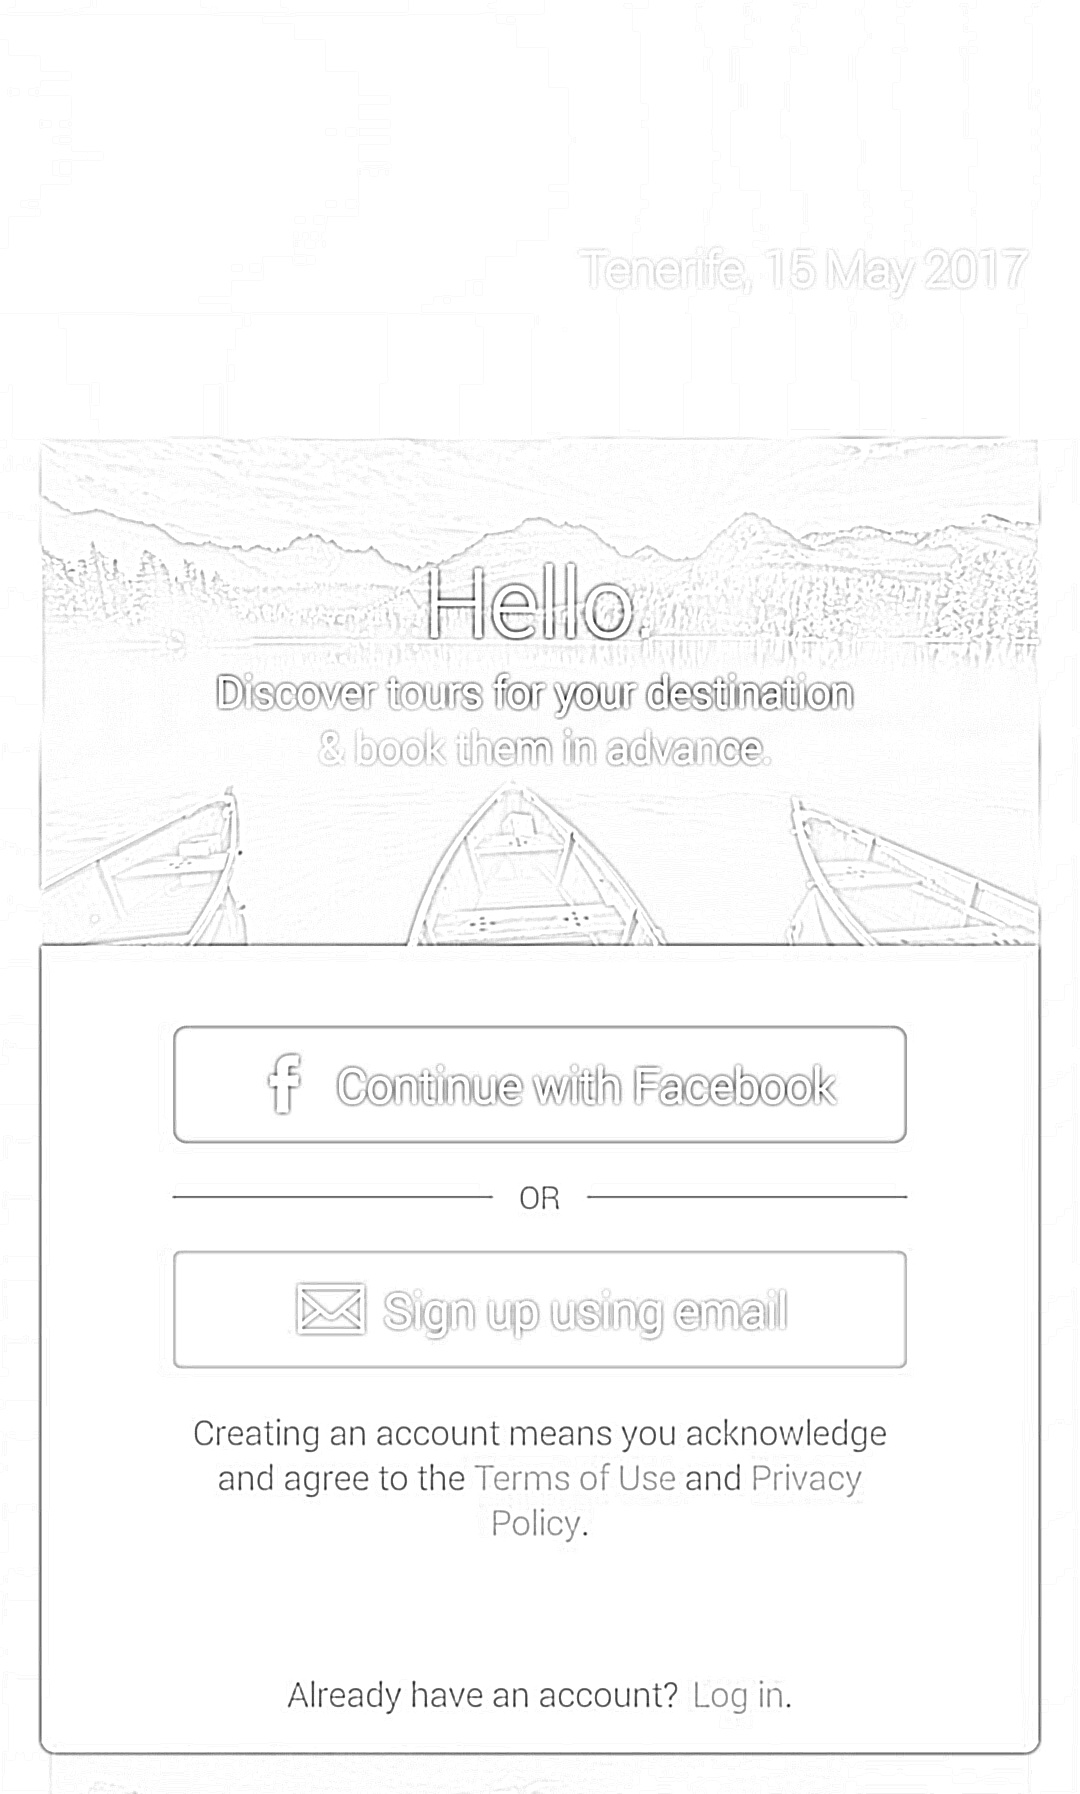 Tenerife, 15 May 2017
Hello.
Discover tours for your destination
& book them in advance.
f Continue with Facebook
OR
Sign up using email
Creating an account means you acknowledge
and agree to the Terms of Use and Privacy
Policy.
Already have an account? Log in.